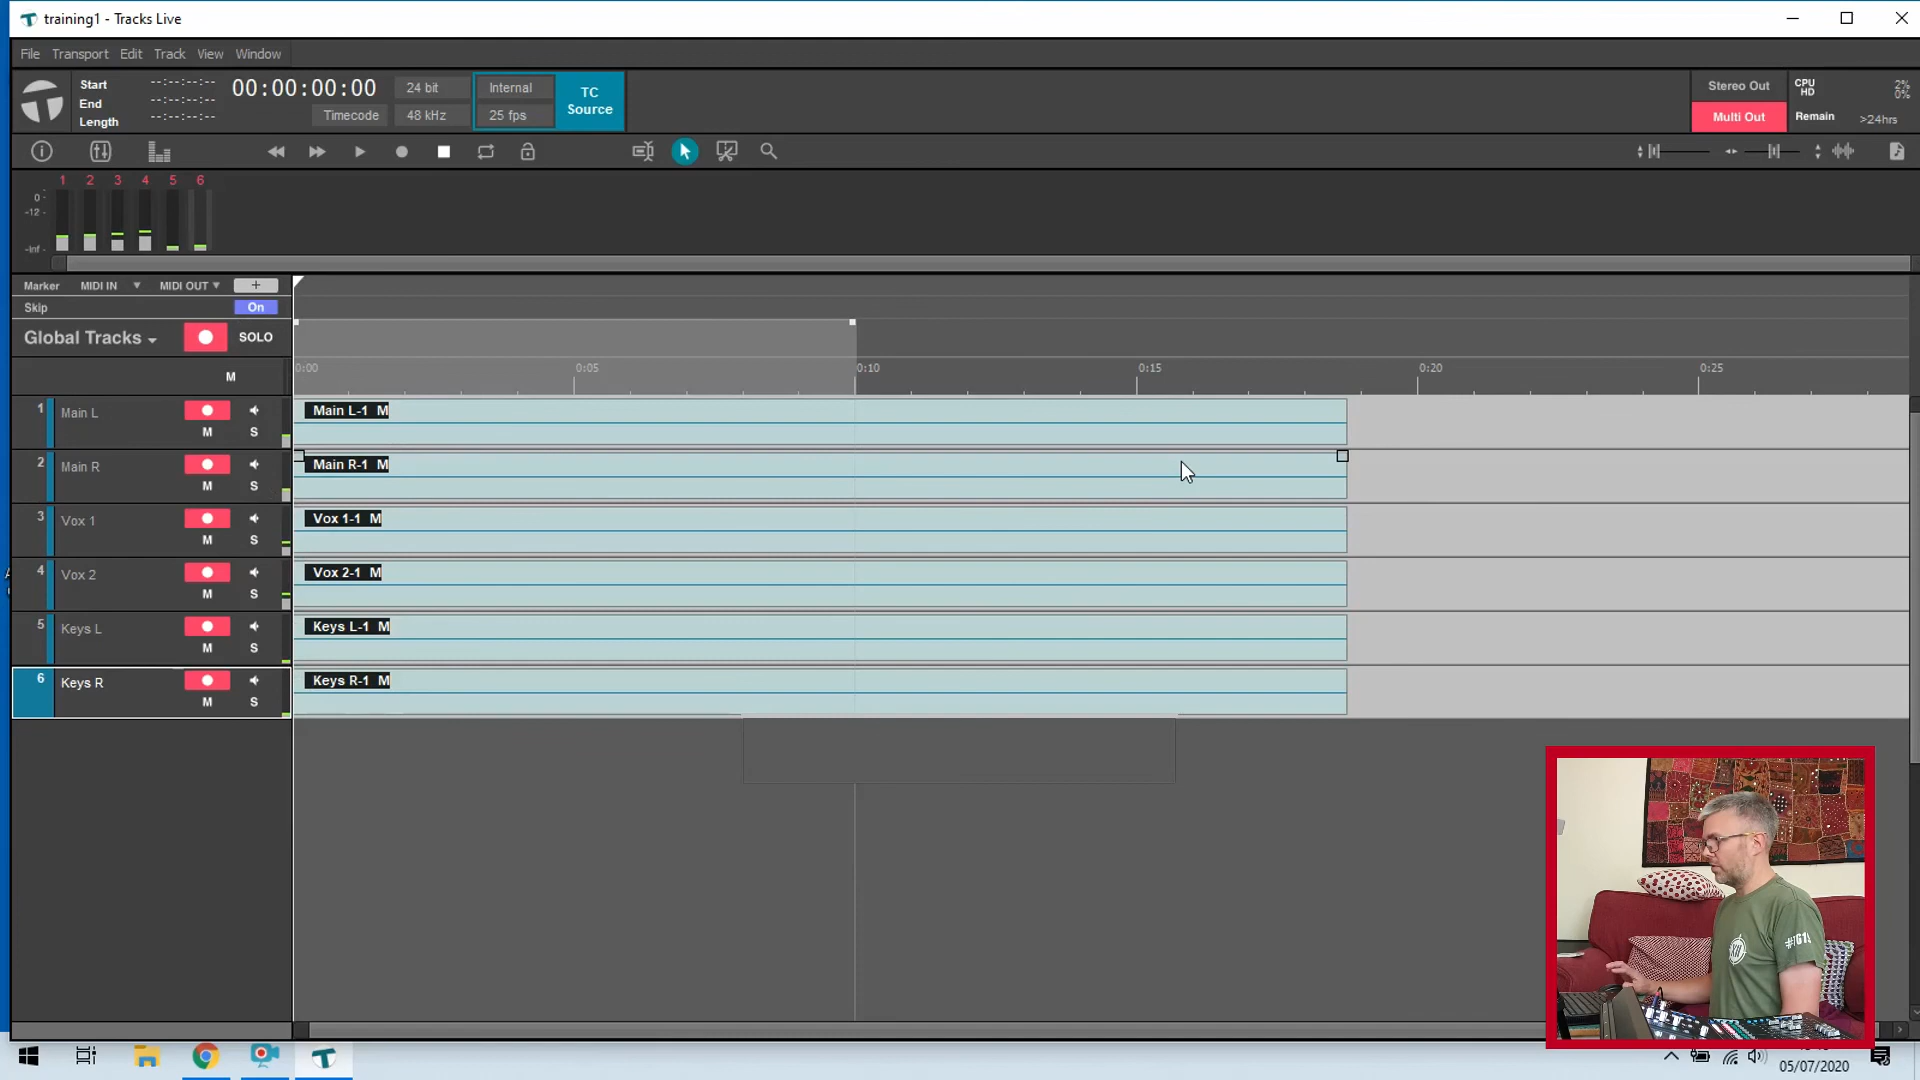 training1 - Tracks Live
File Transport Edit Track View Window
Start --:--:--:--
End --:--:--:--
Length --:--:--:--
00:00:00:00
Timecode
24 bit
48 kHz
Internal
25 fps
TC
Source
Stereo Out
Multi Out
CPU 2%
HD 0%
Remain >24hrs
1 2 3 4 5 6
0
-12
-Inf
Marker MIDI IN MIDI OUT +
Skip On
Global Tracks SOLO
M
0:00 0:05 0:10 0:15 0:20 0:25
1 Main L M S
Main L-1 M
2 Main R M S
Main R-1 M
3 Vox 1 M S
Vox 1-1 M
4 Vox 2 M S
Vox 2-1 M
5 Keys L M S
Keys L-1 M
6 Keys R M S
Keys R-1 M
05/07/2020